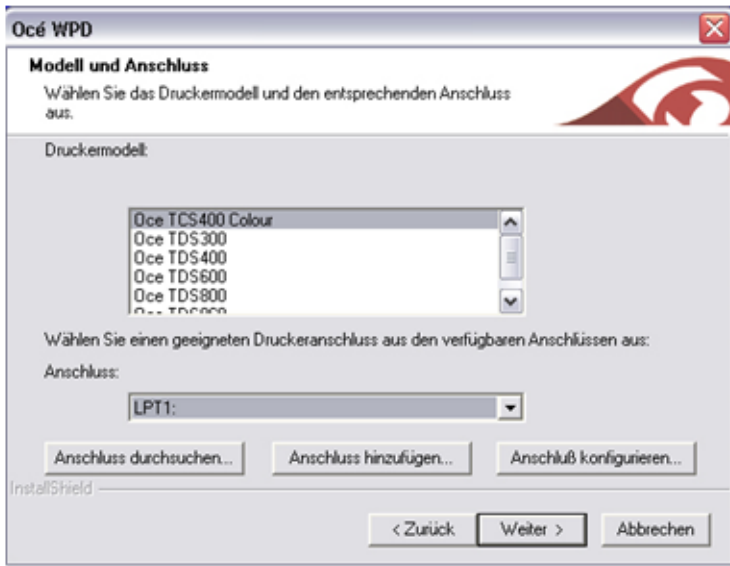 Océ WPD
Modell und Anschluss
Wählen Sie das Druckermodell und den entsprechenden Anschluss
aus.
Druckermodell:
Oce TCS400 Colour
Oce TDS300
Oce TDS400
Oce TDS600
Oce TDS800
Wählen Sie einen geeigneten Druckeranschluss aus den verfügbaren Anschlüssen aus:
Anschluss:
LPT1:
Anschluss durchsuchen... Anschluss hinzufügen... Anschluß konfigurieren...
InstallShield
< Zurück Weiter > Abbrechen